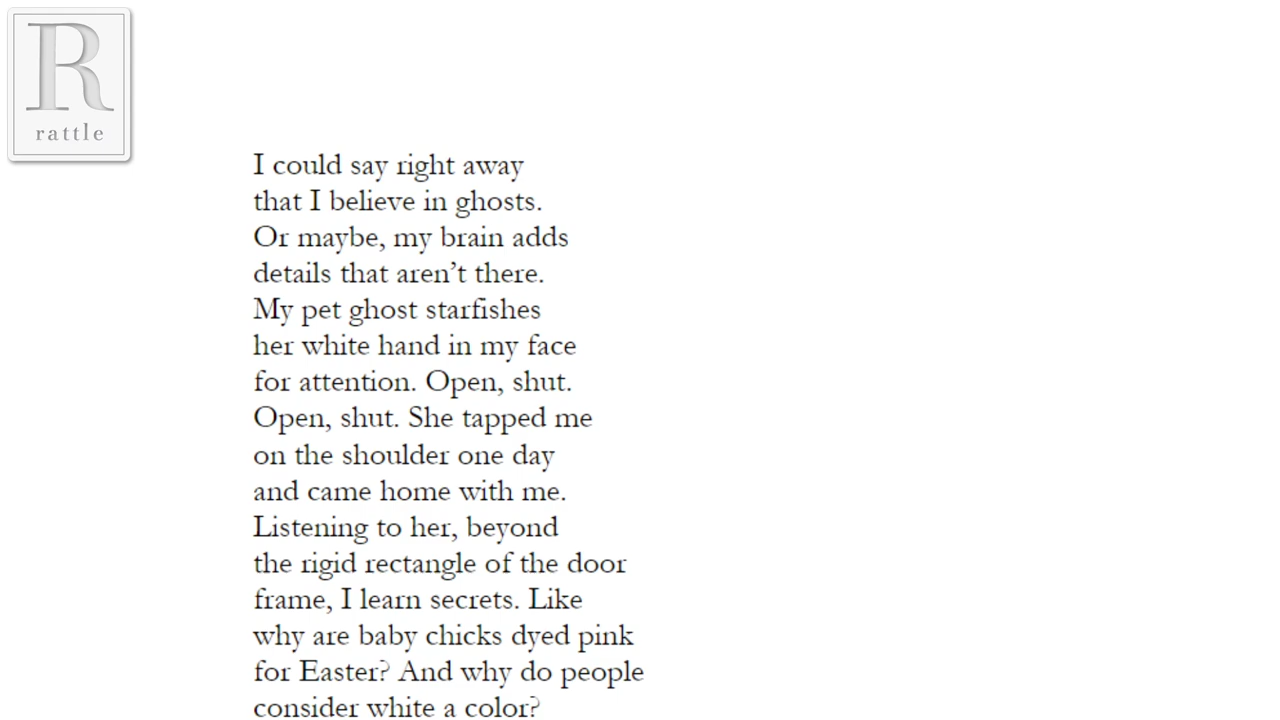 R
rattle
I could say right away
that I believe in ghosts.
Or maybe, my brain adds
details that aren’t there.
My pet ghost starfishes
her white hand in my face
for attention. Open, shut.
Open, shut. She tapped me
on the shoulder one day
and came home with me.
Listening to her, beyond
the rigid rectangle of the door
frame, I learn secrets. Like
why are baby chicks dyed pink
for Easter? And why do people
consider white a color?